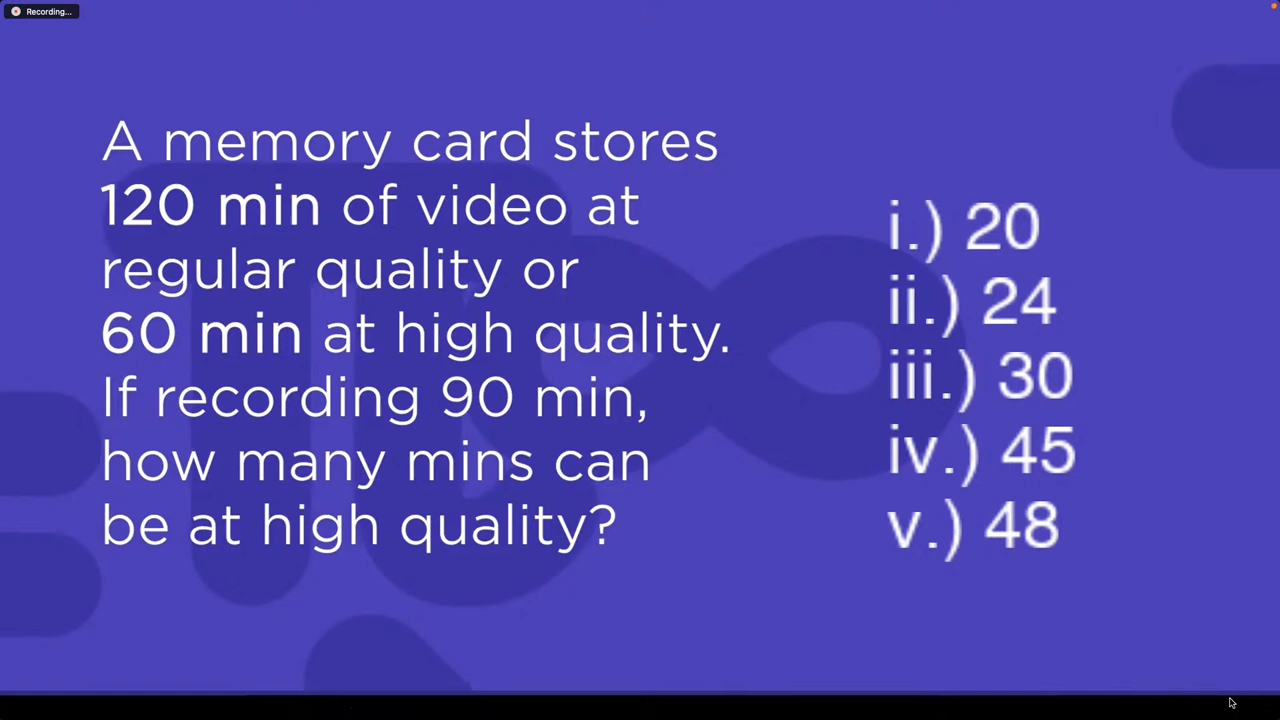 Recording...
A memory card stores
120 min of video at
regular quality or
60 min at high quality.
If recording 90 min,
how many mins can
be at high quality?
i.) 20
ii.) 24
iii.) 30
iv.) 45
v.) 48